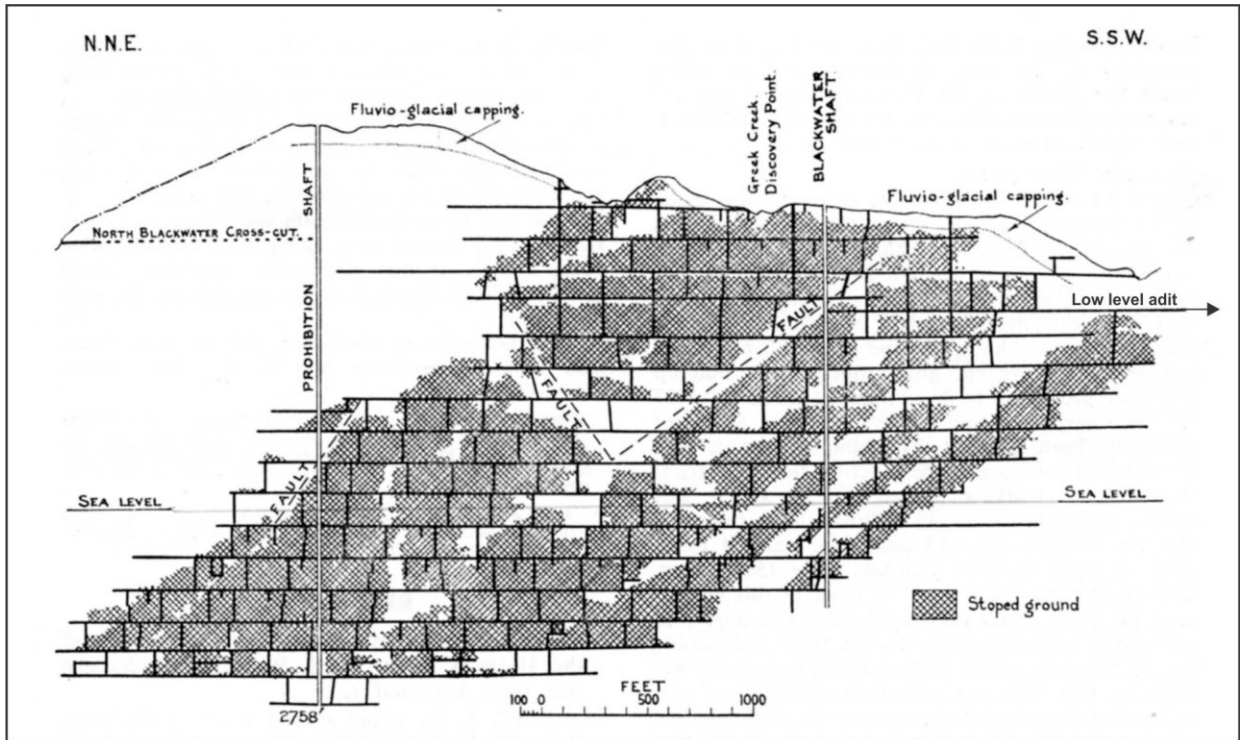 N.N.E.
S.S.W.
Fluvio-glacial capping.
Greek Creek
Discovery Point.
BLACKWATER
SHAFT.
Fluvio-glacial capping.
NORTH BLACKWATER CROSS-CUT.
PROHIBITION SHAFT
Low level adit
FAULT
FAULT
FAULT
SEA LEVEL
SEA LEVEL
Stoped ground
2758'
FEET
100 0 500 1000